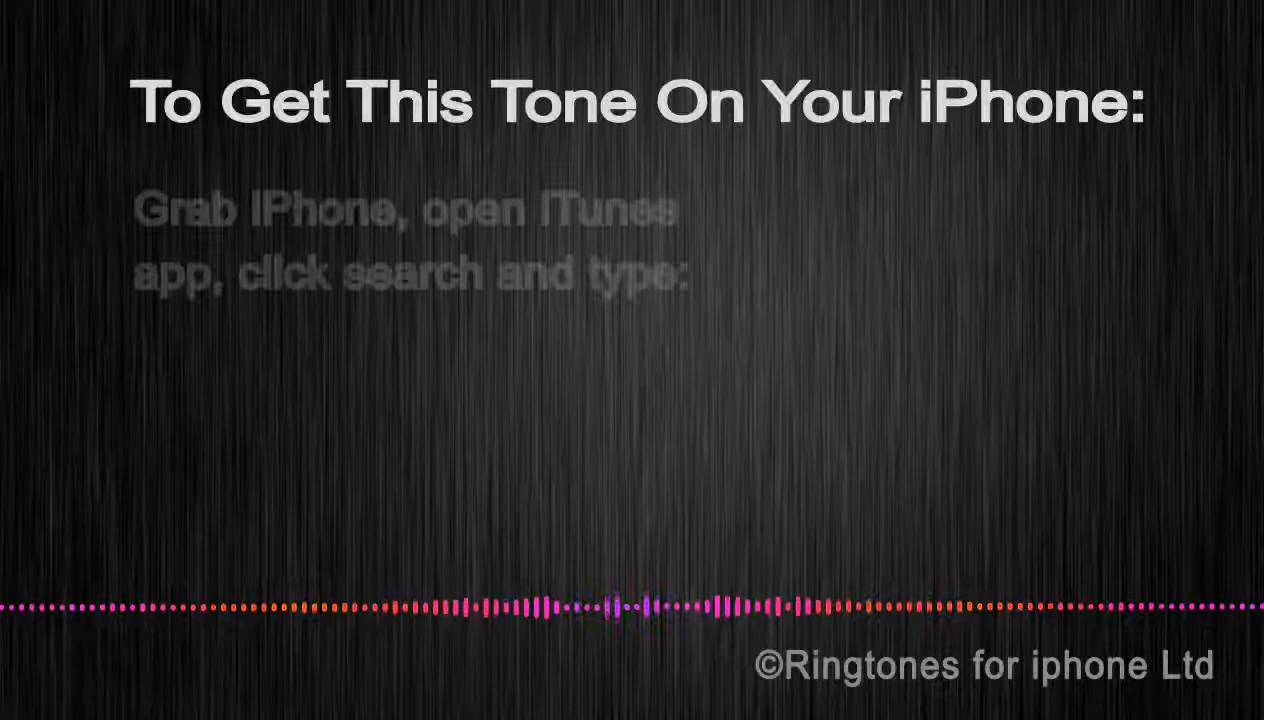 To Get This Tone On Your iPhone:
Grab iPhone, open iTunes
app, click search and type:
©Ringtones for iphone Ltd